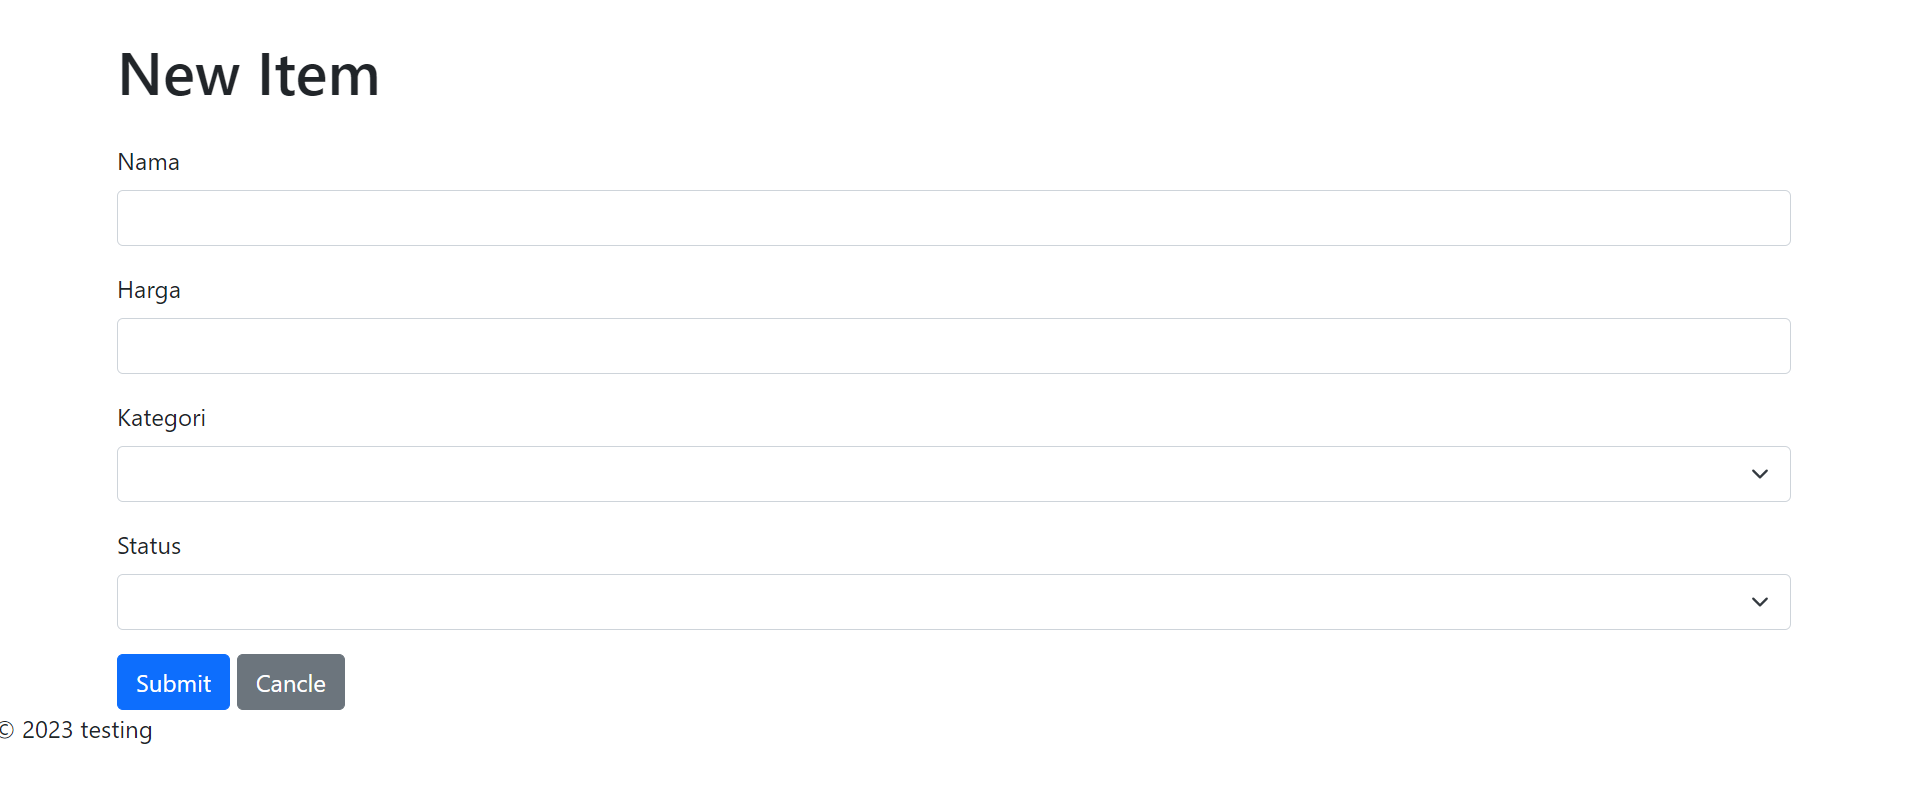 New Item
Nama
Harga
Kategori
Status
Submit Cancle
© 2023 testing